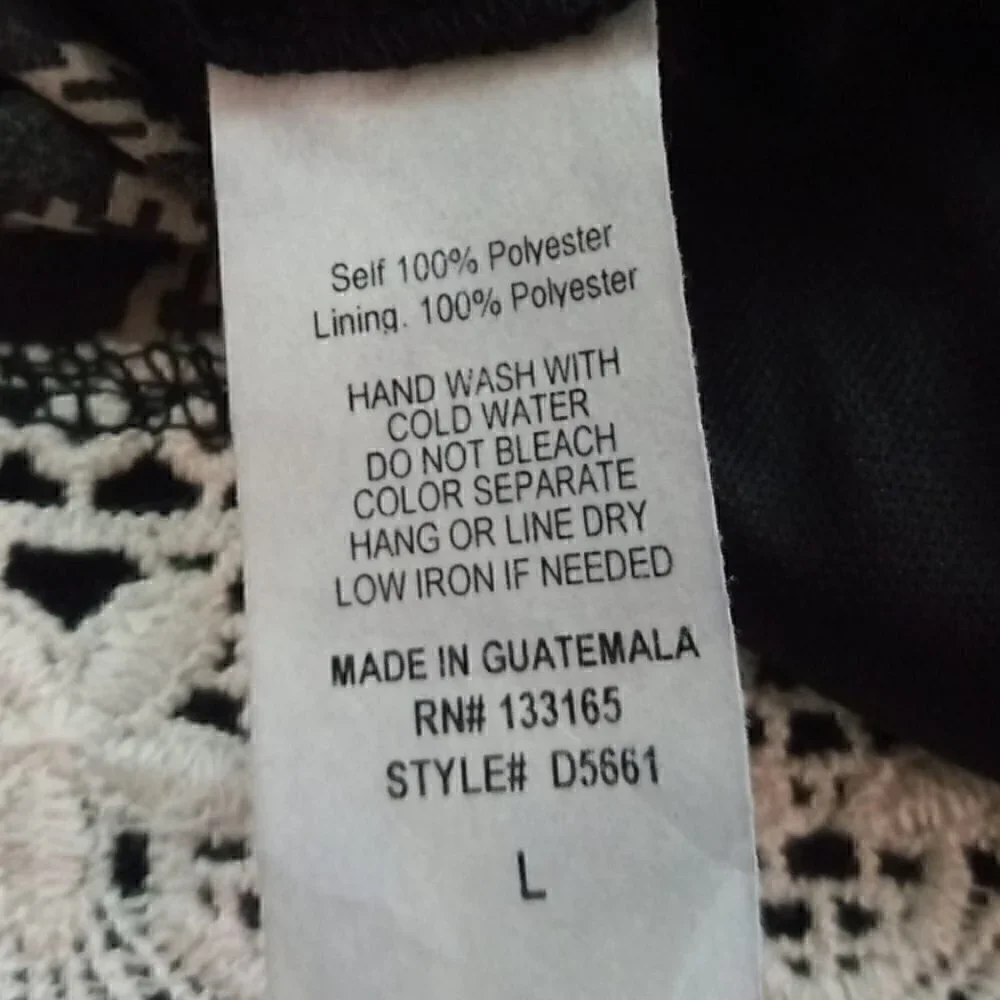 Self 100% Polyester
Lining. 100% Polyester
HAND WASH WITH
COLD WATER
DO NOT BLEACH
COLOR SEPARATE
HANG OR LINE DRY
LOW IRON IF NEEDED
MADE IN GUATEMALA
RN# 133165
STYLE# D5661
L